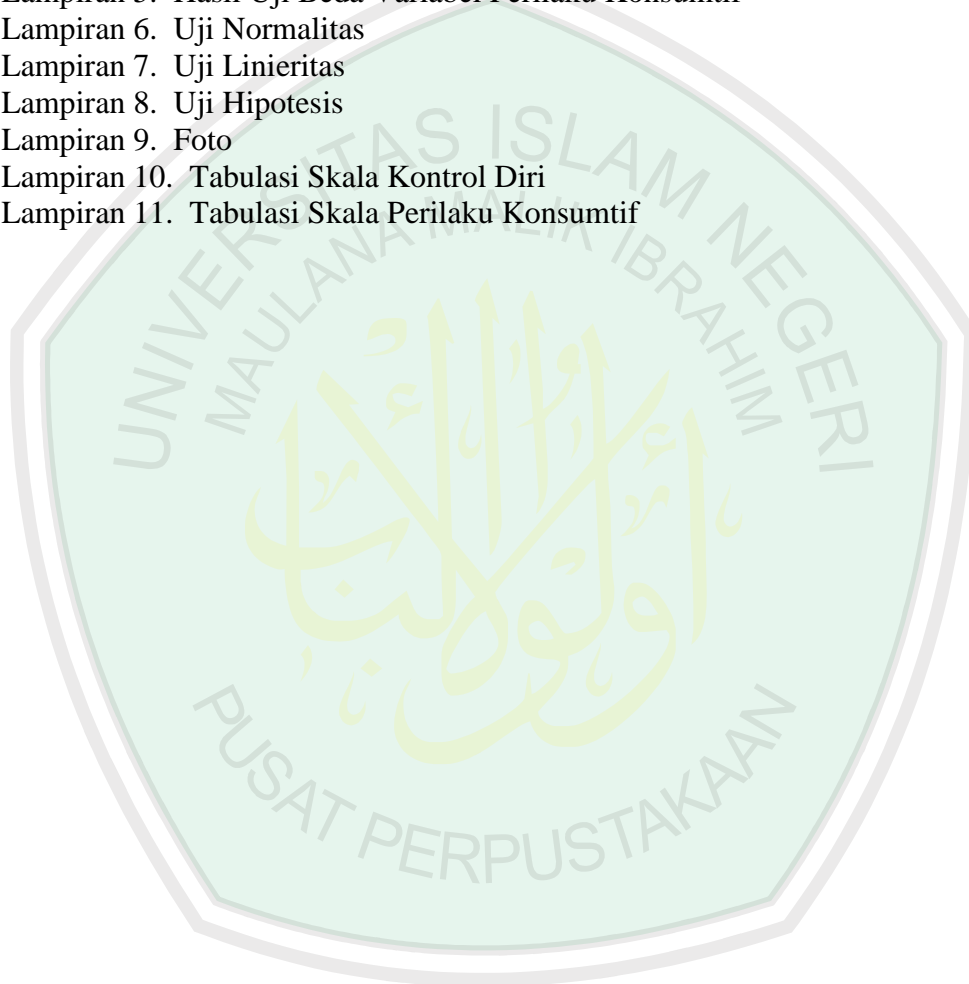 Lampiran 5. Hasil Uji Beda Variabel Perilaku Konsumtif
Lampiran 6. Uji Normalitas
Lampiran 7. Uji Linieritas
Lampiran 8. Uji Hipotesis
Lampiran 9. Foto
Lampiran 10. Tabulasi Skala Kontrol Diri
Lampiran 11. Tabulasi Skala Perilaku Konsumtif
UNIVERSITAS ISLAM NEGERI
MAULANA MALIK IBRAHIM
PUSAT PERPUSTAKAAN